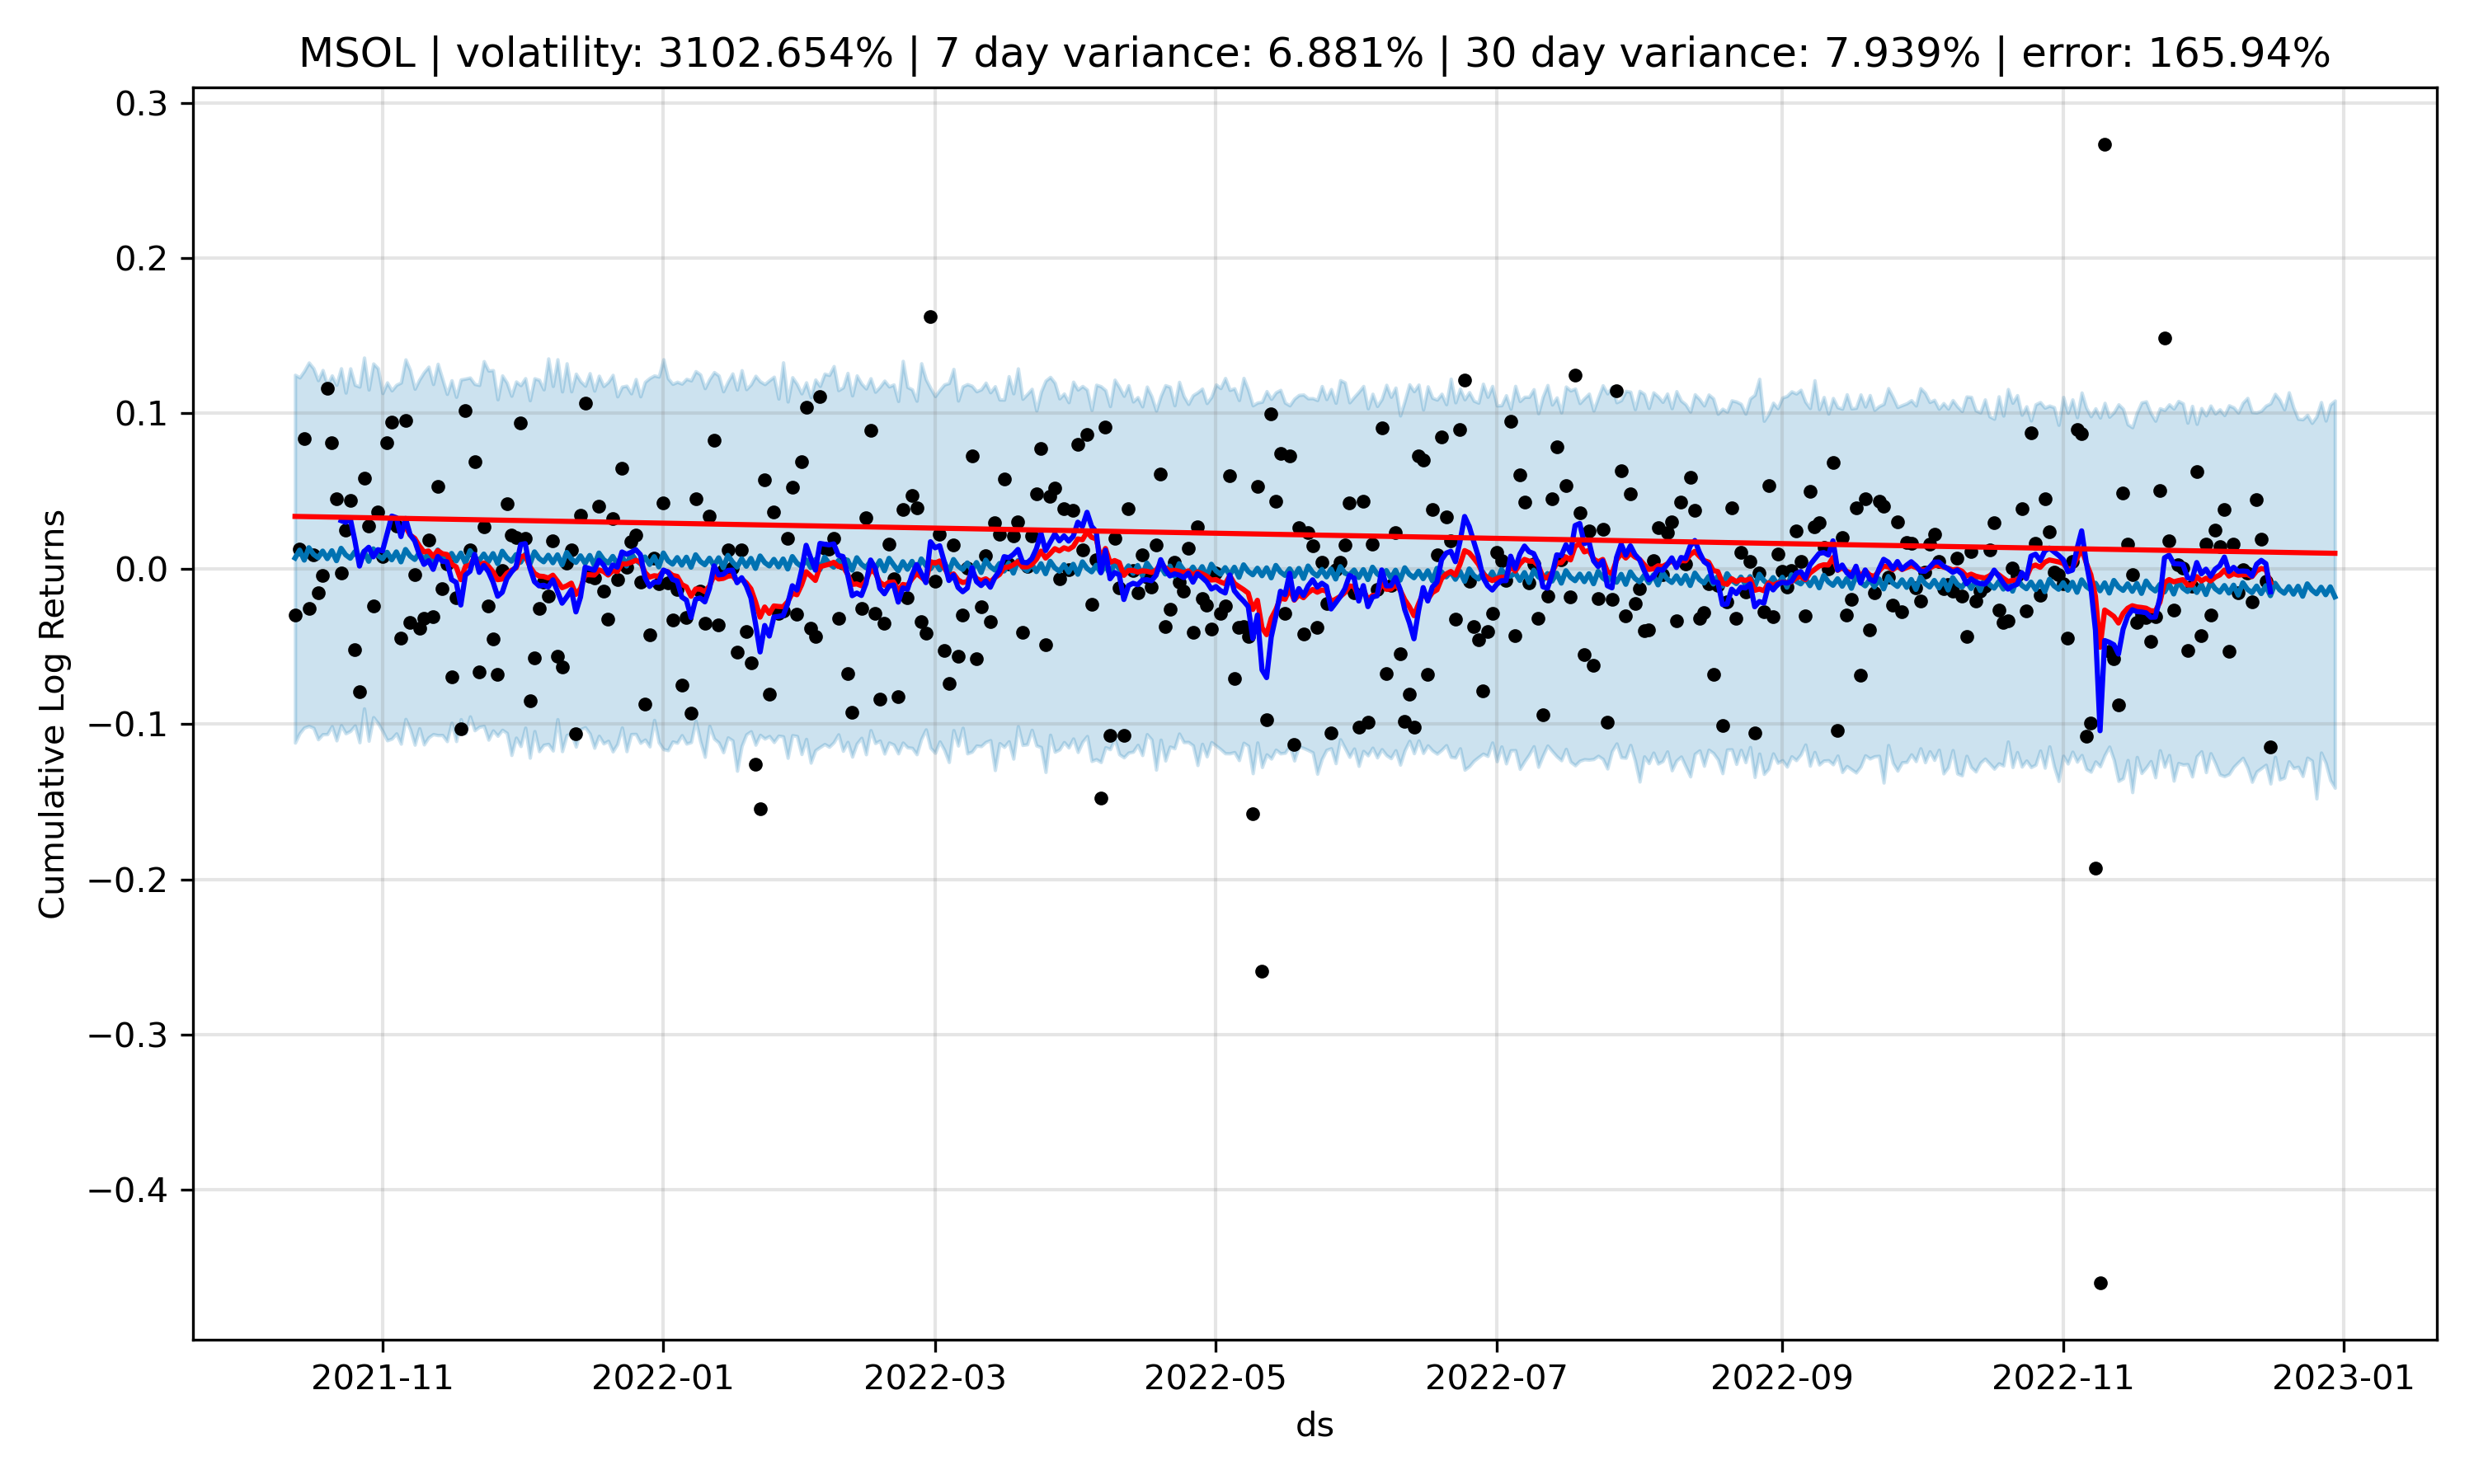 MSOL | volatility: 3102.654% | 7 day variance: 6.881% | 30 day variance: 7.939% | error: 165.94%
0.3
0.2
0.1
0.0
−0.1
−0.2
−0.3
−0.4
Cumulative Log Returns
2021-11 2022-01 2022-03 2022-05 2022-07 2022-09 2022-11 2023-01
ds